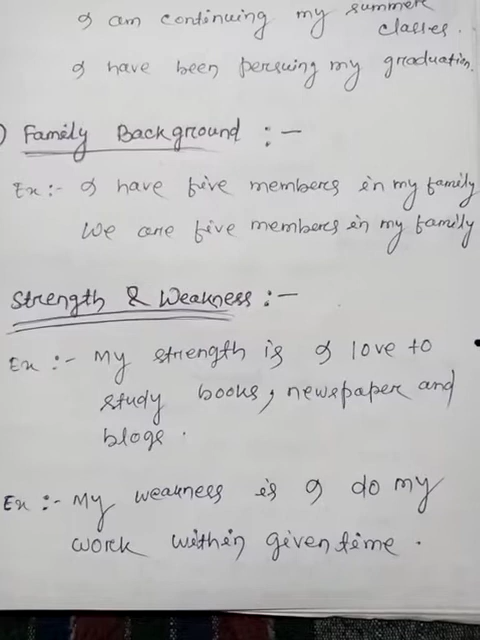 I am continuing my summer
classes.
I have been persuing my graduation.
) Family Background :-
Ex:- I have five members in my family
We are five members in my family
Strength & Weakness :-
Ex :- My strength is I love to
study books, newspaper and
blogs.
Ex :- My weakness is I do my
work within given time.